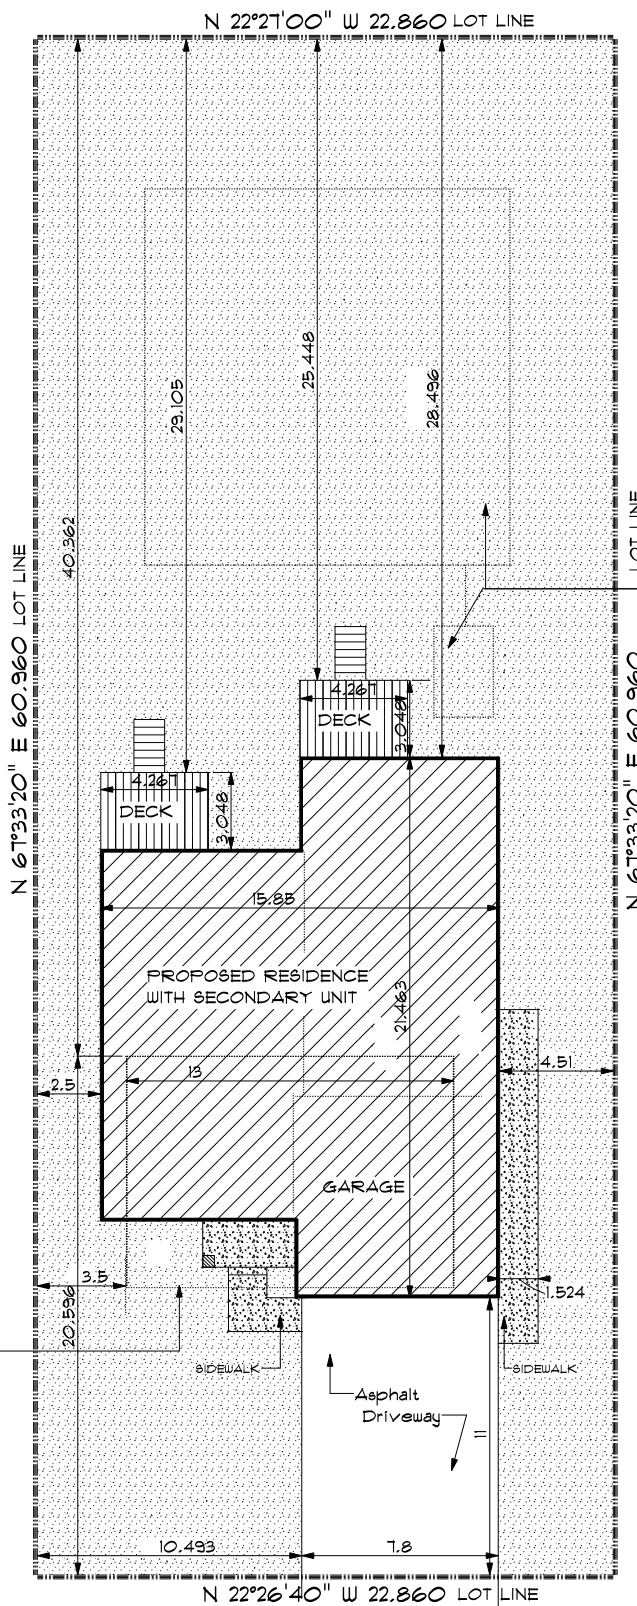 N 22°27'00" W 22.860 LOT LINE
29.105
25.448
28.496
40.362
N 67°33'20" E 60.960 LOT LINE
N 67°33'20" E 60.960 LOT LINE
4.267
DECK
3.048
4.267
DECK
3.048
15.85
PROPOSED RESIDENCE
WITH SECONDARY UNIT
21.463
13
2.5
4.51
GARAGE
3.5
20.596
1.524
SIDEWALK
SIDEWALK
Asphalt
Driveway
11
10.493
7.8
N 22°26'40" W 22.860 LOT LINE